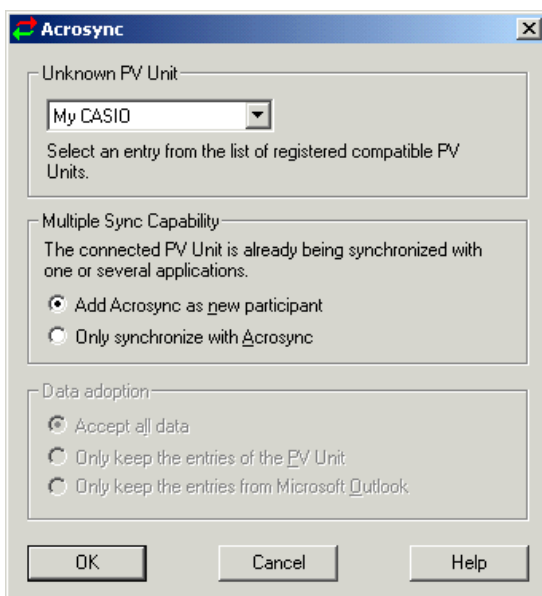 Acrosync
Unknown PV Unit
My CASIO
Select an entry from the list of registered compatible PV
Units.
Multiple Sync Capability
The connected PV Unit is already being synchronized with
one or several applications.
Add Acrosync as new participant
Only synchronize with Acrosync
Data adoption
Accept all data
Only keep the entries of the PV Unit
Only keep the entries from Microsoft Outlook
OK Cancel Help